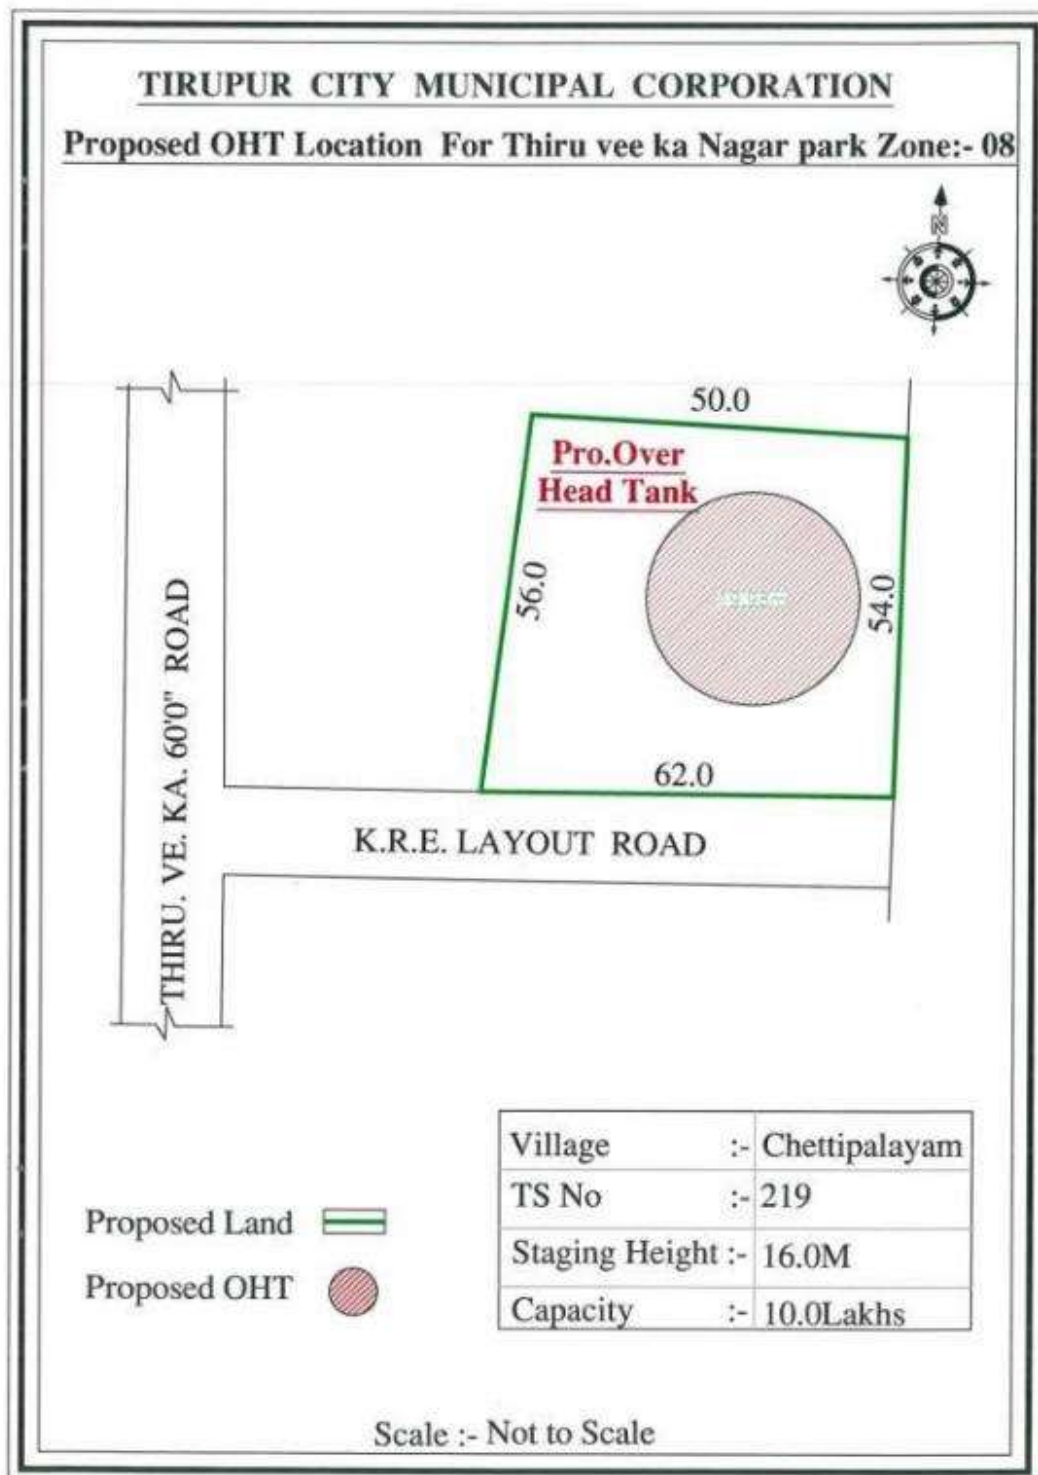 TIRUPUR CITY MUNICIPAL CORPORATION
Proposed OHT Location For Thiru vee ka Nagar park Zone:- 08
N
50.0
Pro.Over
Head Tank
56.0
54.0
62.0
THIRU. VE. KA. 60'0" ROAD
K.R.E. LAYOUT ROAD
Village :- Chettipalayam
TS No :- 219
Staging Height :- 16.0M
Capacity :- 10.0Lakhs
Proposed Land
Proposed OHT
Scale :- Not to Scale